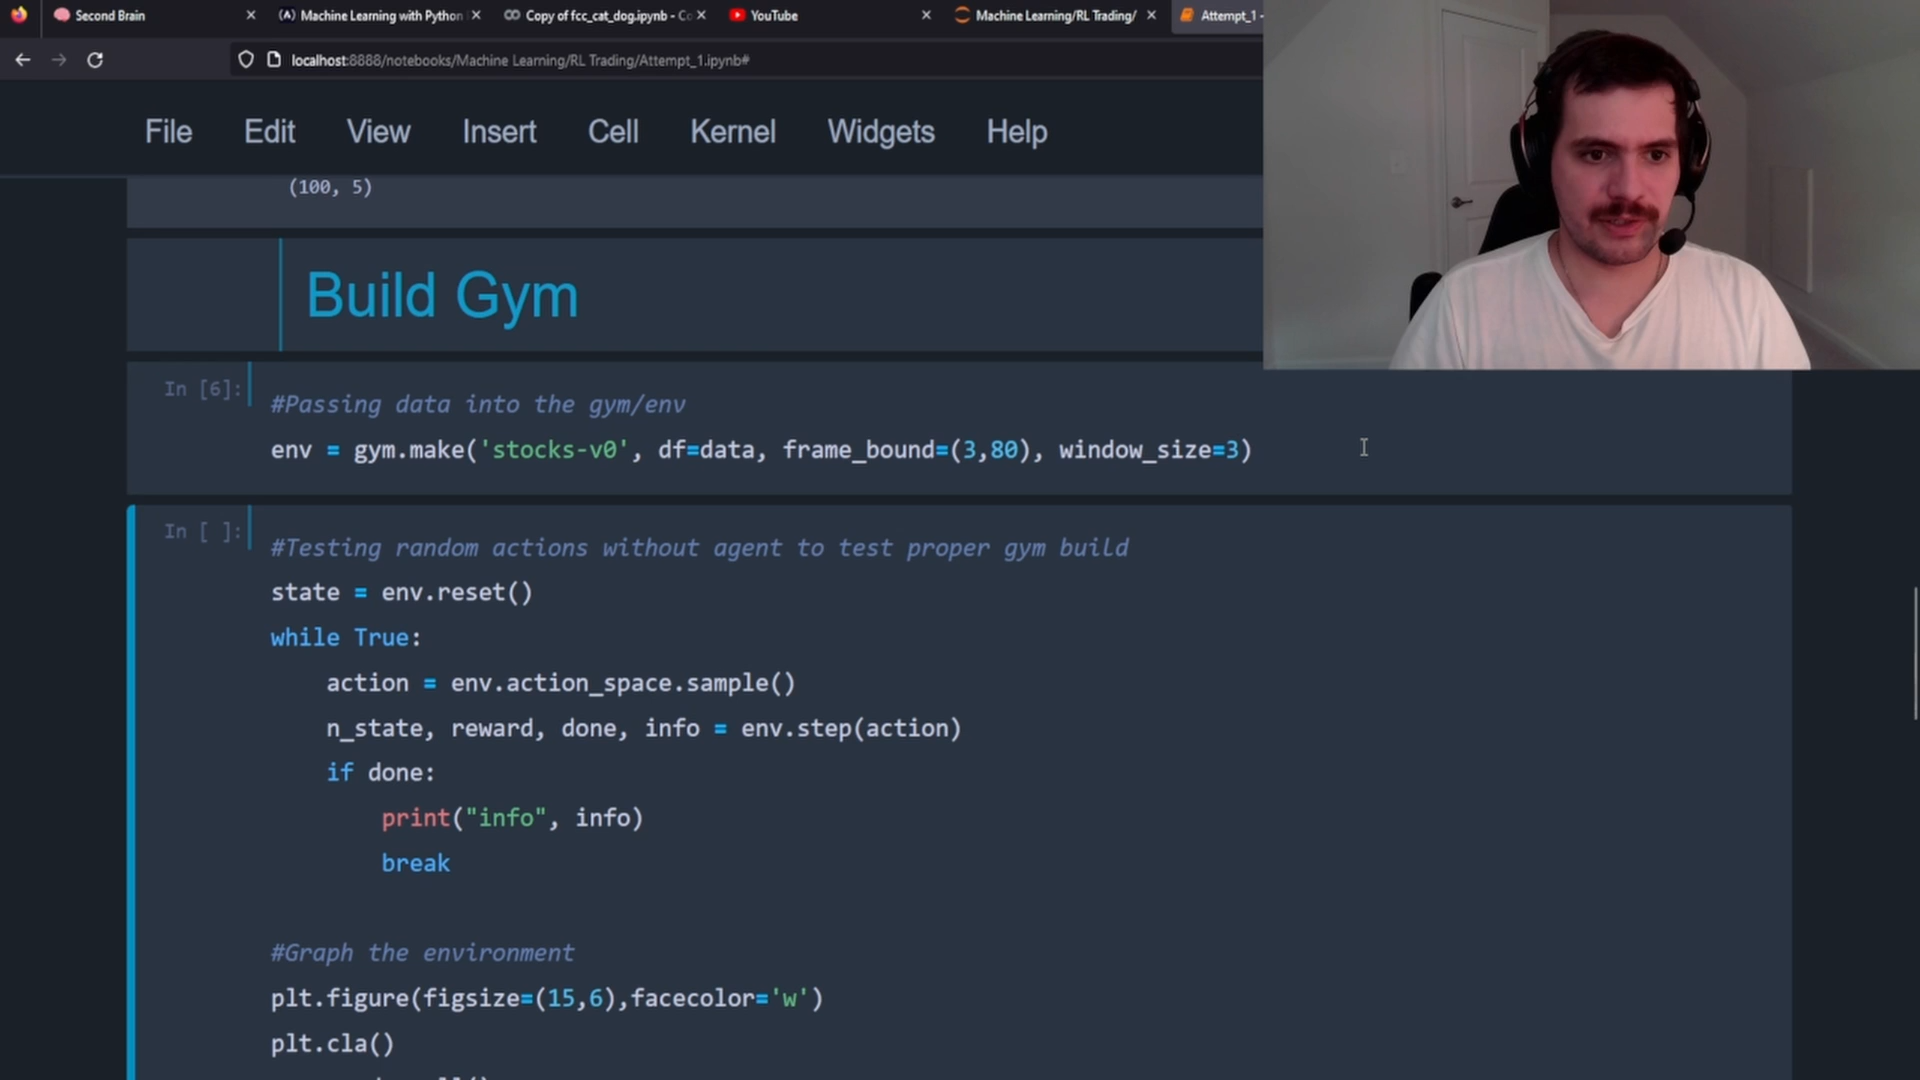 Second Brain
Machine Learning with Python
Copy of fcc_cat_dog.ipynb - Co
YouTube
Machine Learning/RL Trading/
Attempt_1 -
localhost:8888/notebooks/Machine Learning/RL Trading/Attempt_1.ipynb#
File Edit View Insert Cell Kernel Widgets Help
(100, 5)
Build Gym
In [6]:
#Passing data into the gym/env
env = gym.make('stocks-v0', df=data, frame_bound=(3,80), window_size=3)
In [ ]:
#Testing random actions without agent to test proper gym build
state = env.reset()
while True:
action = env.action_space.sample()
n_state, reward, done, info = env.step(action)
if done:
print("info", info)
break
#Graph the environment
plt.figure(figsize=(15,6),facecolor='w')
plt.cla()